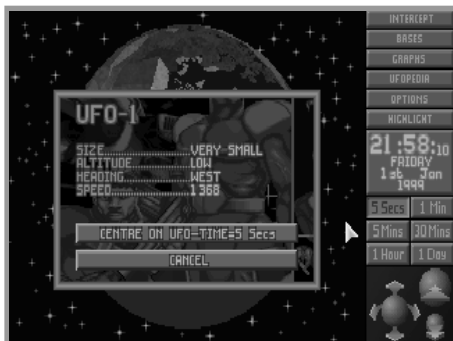 INTERCEPT
BASES
GRAPHS
UFOPEDIA
OPTIONS
HIGHLIGHT
UFO-1
SIZE VERY SMALL
ALTITUDE LOW
HEADING WEST
SPEED 1368
CENTRE ON UFO-TIME=5 Secs
CANCEL
21:58:10
FRIDAY
1st Jan
1999
5 Secs 1 Min
5 Mins 30 Mins
1 Hour 1 Day